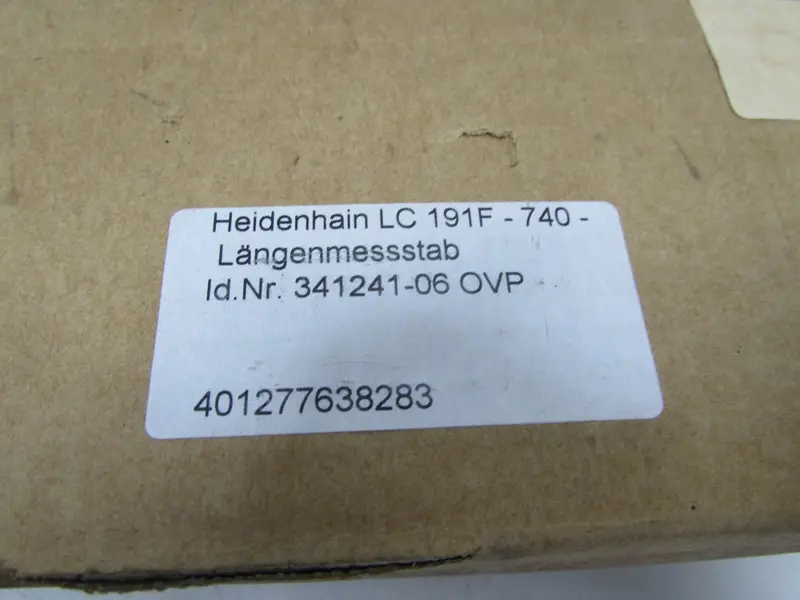 Heidenhain LC 191F - 740 -
Längenmessstab
Id.Nr. 341241-06 OVP
401277638283